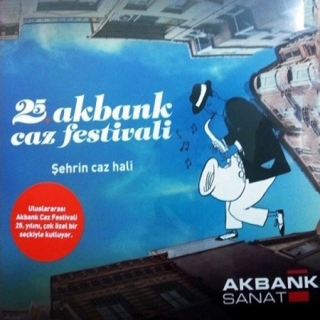 25. akbank
caz festivali
Şehrin caz hali
Uluslararası
Akbank Caz Festivali
25. yılını, çok özel bir
seçkiyle kutluyor.
AKBANK
SANAT